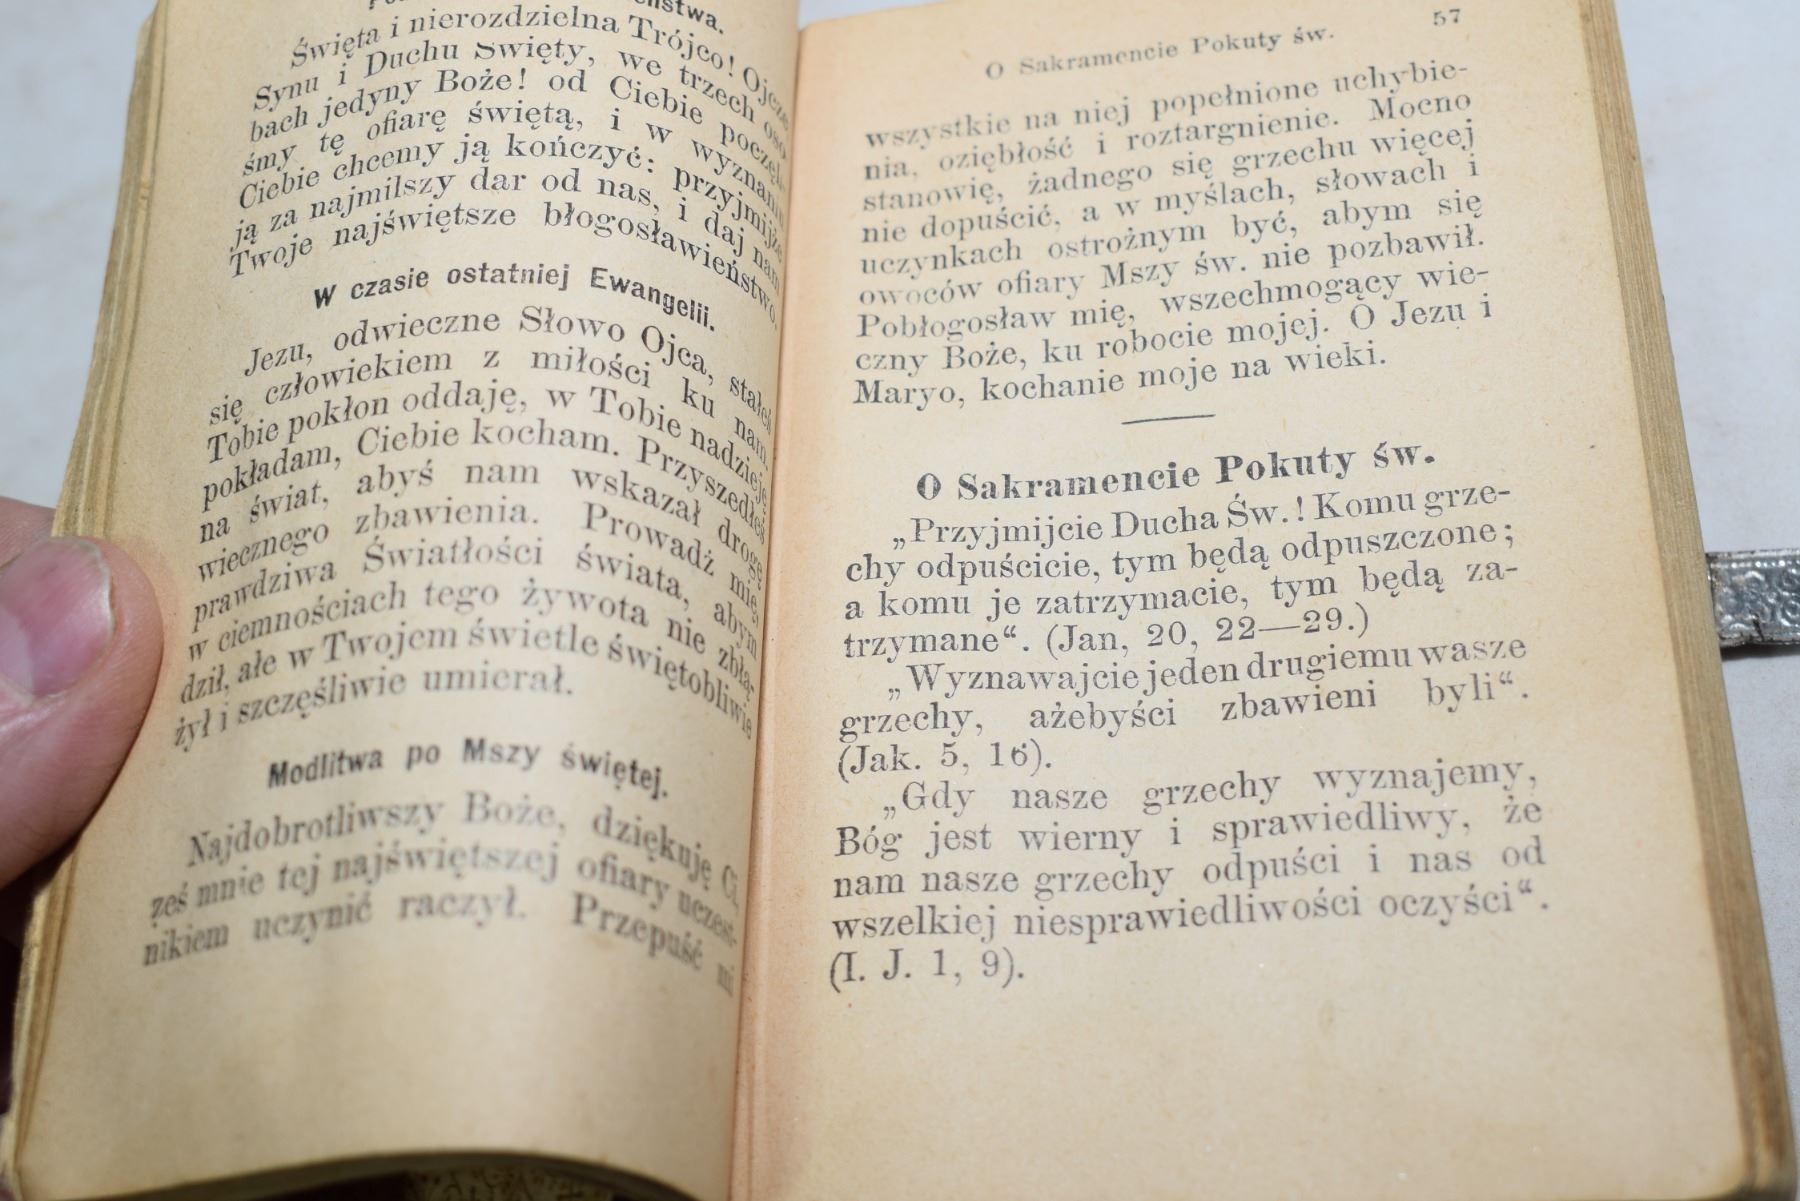 Święta i nierozdzielna Trójco! Ojcze
Synu i Duchu Święty, we trzech oso
bach jedyny Boże! od Ciebie poczęli-
śmy tę ofiarę świętą, i w wyznaniu
Ciebie chcemy ją kończyć: przyjmijże
ją za najmilszy dar od nas, i daj nam
Twoje najświętsze błogosławieństwo.
W czasie ostatniej Ewangelii.
Jezu, odwieczne Słowo Ojca, stałeś
się człowiekiem z miłości ku nam.
Tobie pokłon oddaję, w Tobie nadzieję
pokładam, Ciebie kocham. Przyszedłeś
na świat, abyś nam wskazał drogę
wiecznego zbawienia. Prowadź mię,
prawdziwa Światłości świata, abym
w ciemnościach tego żywota nie zbłą-
dził, ałe w Twojem świetle świętobliwie
żył i szczęśliwie umierał.
Modlitwa po Mszy świętej.
Najdobrotliwszy Boże, dziękuję Ci,
żeś mnie tej najświętszej ofiary uczest-
nikiem uczynić raczył. Przepuść mi
O Sakramencie Pokuty św. 57
wszystkie na niej popełnione uchybie-
nia, oziębłość i roztargnienie. Mocno
stanowię, żadnego się grzechu więcej
nie dopuścić, a w myślach, słowach i
uczynkach ostrożnym być, abym się
owoców ofiary Mszy św. nie pozbawił.
Pobłogosław mię, wszechmogący wie-
czny Boże, ku robocie mojej. O Jezu i
Maryo, kochanie moje na wieki.
O Sakramencie Pokuty św.
„Przyjmijcie Ducha Św.! Komu grze-
chy odpuścicie, tym będą odpuszczone;
a komu je zatrzymacie, tym będą za-
trzymane“. (Jan, 20, 22—29.)
„Wyznawajcie jeden drugiemu wasze
grzechy, ażebyści zbawieni byli“.
(Jak. 5, 16).
„Gdy nasze grzechy wyznajemy,
Bóg jest wierny i sprawiedliwy, że
nam nasze grzechy odpuści i nas od
wszelkiej niesprawiedliwości oczyści“.
(I. J. 1, 9).